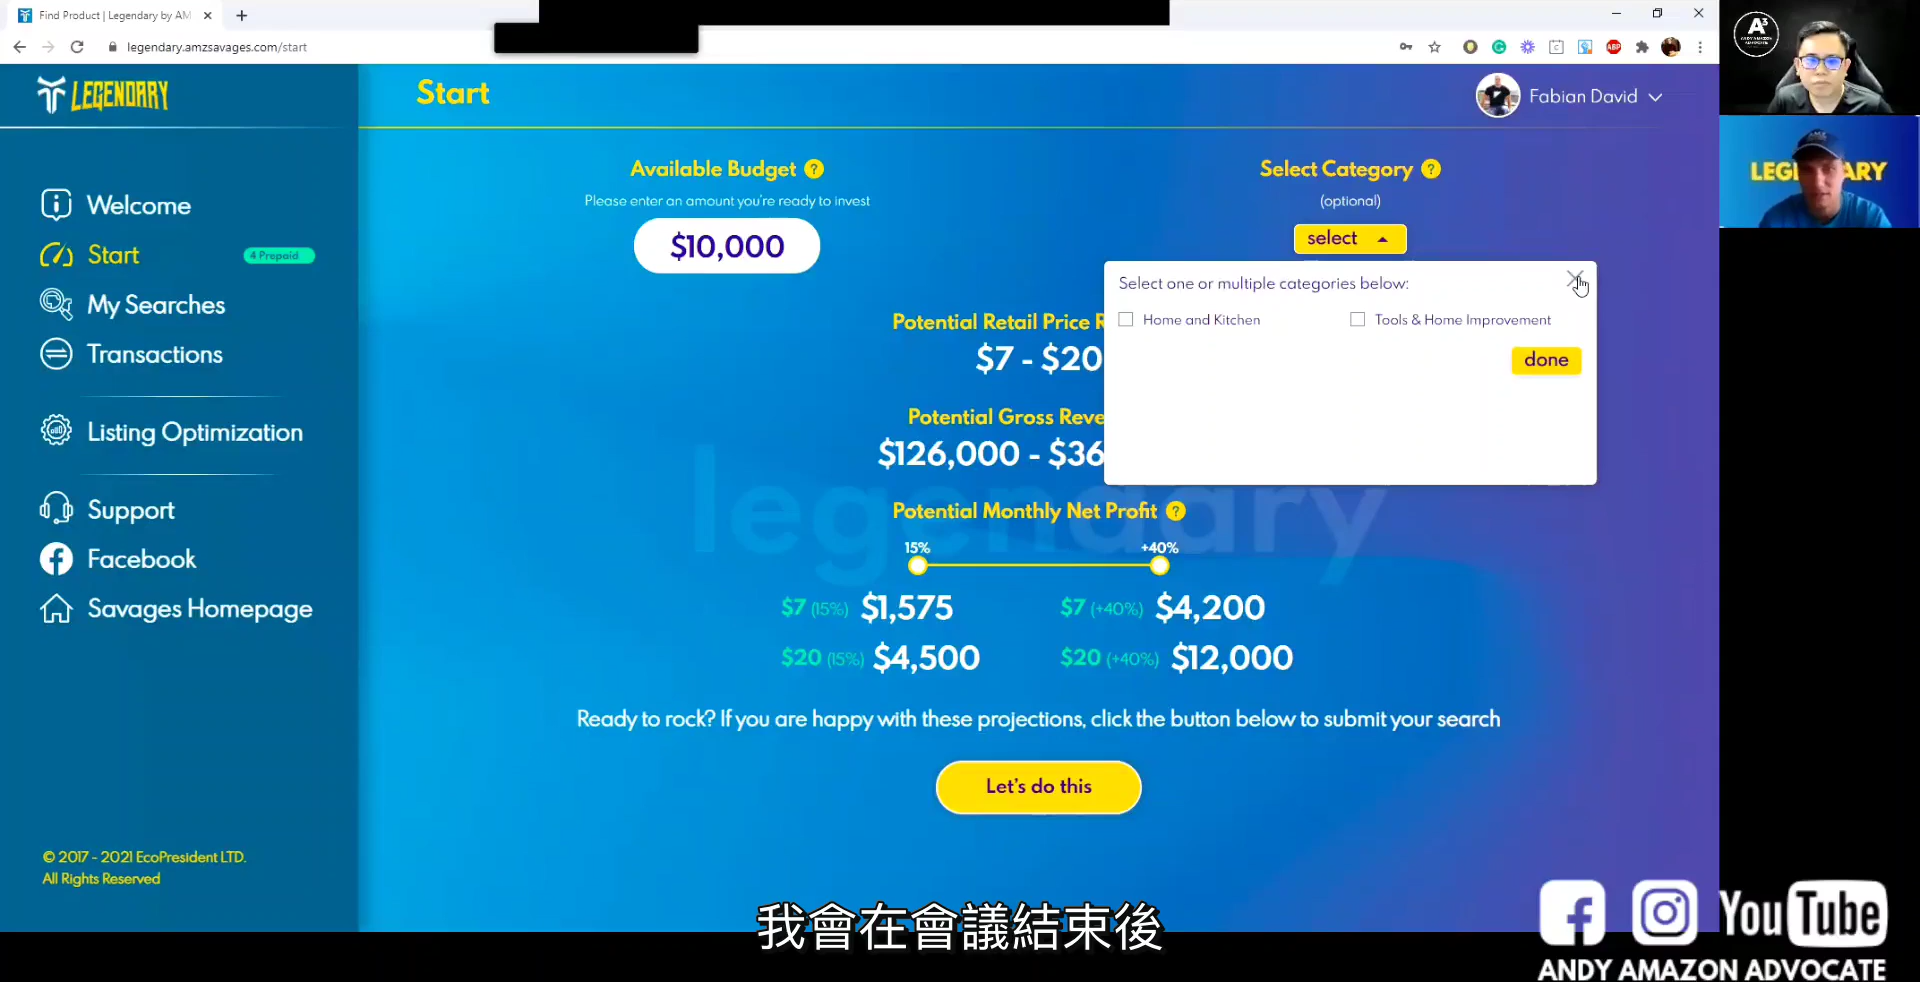 Find Product | Legendary by AM
legendary.amzsavages.com/start
LEGENDARY
Start
Fabian David
A³
ANDY AMAZON
ADVOCATE
Welcome
Start
4 Prepaid
My Searches
Transactions
Listing Optimization
Support
Facebook
Savages Homepage
© 2017 - 2021 EcoPresident LTD.
All Rights Reserved
Available Budget ?
Please enter an amount you're ready to invest
$10,000
Select Category ?
(optional)
select
Select one or multiple categories below:
Home and Kitchen
Tools & Home Improvement
done
Potential Retail Price R
$7 - $20
Potential Gross Reve
$126,000 - $36
legendary
Potential Monthly Net Profit ?
15% +40%
$7 (15%) $1,575 $7 (+40%) $4,200
$20 (15%) $4,500 $20 (+40%) $12,000
Ready to rock? If you are happy with these projections, click the button below to submit your search
Let's do this
我會在會議結束後
YouTube
ANDY AMAZON ADVOCATE